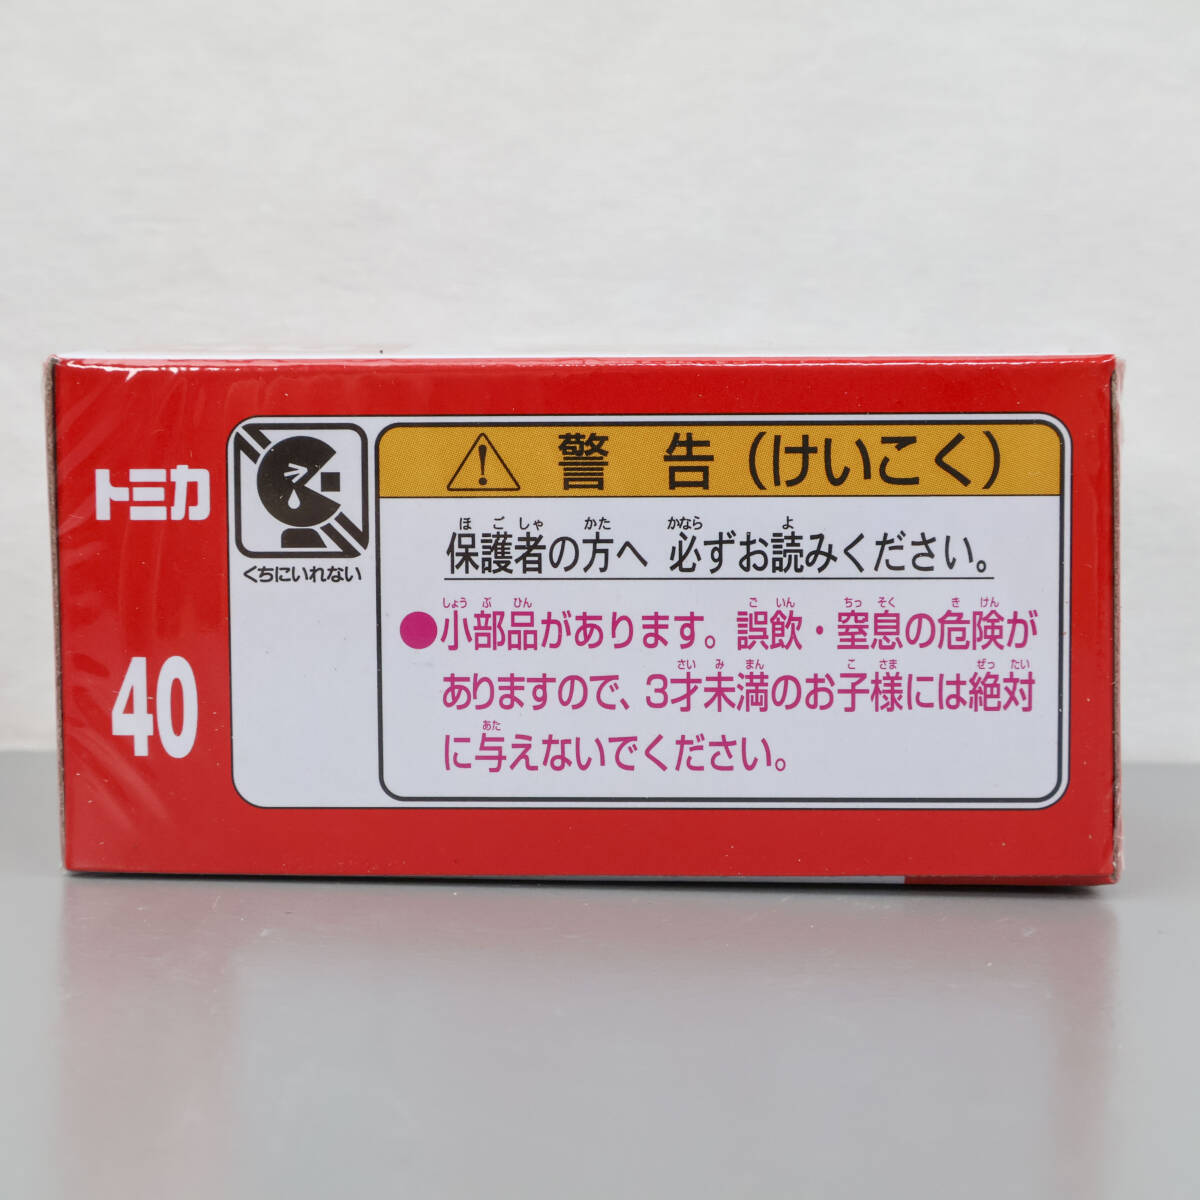 トミカ
40
くちにいれない
警告(けいこく)
ほごしゃ かた かなら よ
保護者の方へ 必ずお読みください。
しょうぶひん ごいん ちっそく きけん
●小部品があります。誤飲・窒息の危険が
さいみまん こさま ぜったい
ありますので、3才未満のお子様には絶対
あた
に与えないでください。